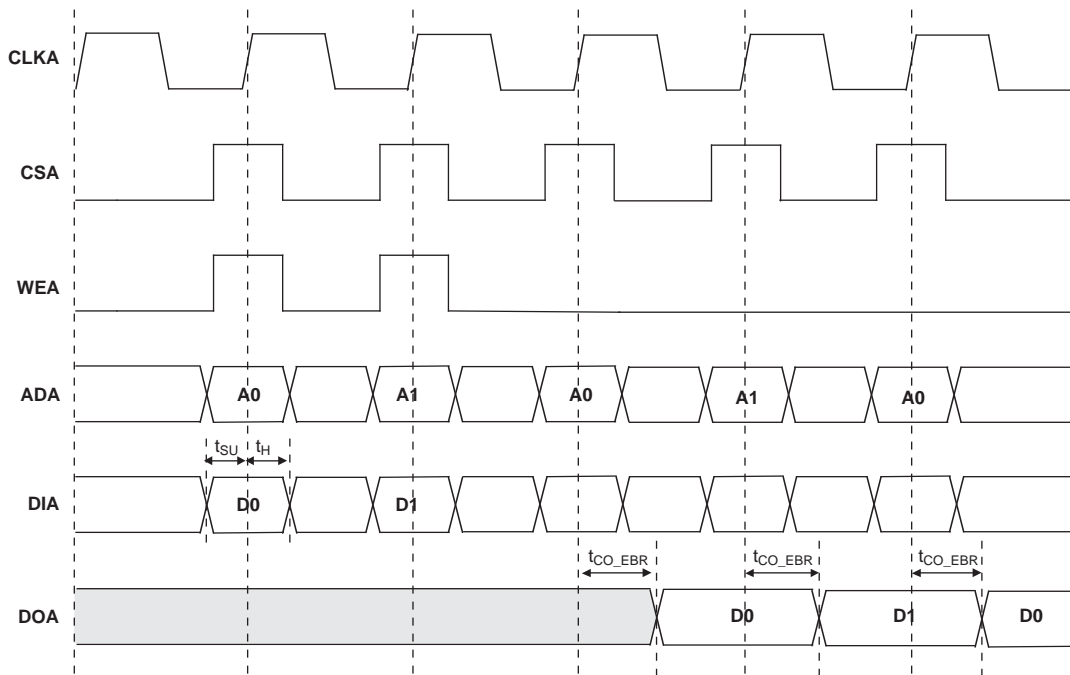 CLKA
CSA
WEA
ADA A0 A1 A0 A1 A0
tSU tH
DIA D0 D1
tCO_EBR tCO_EBR tCO_EBR
DOA D0 D1 D0